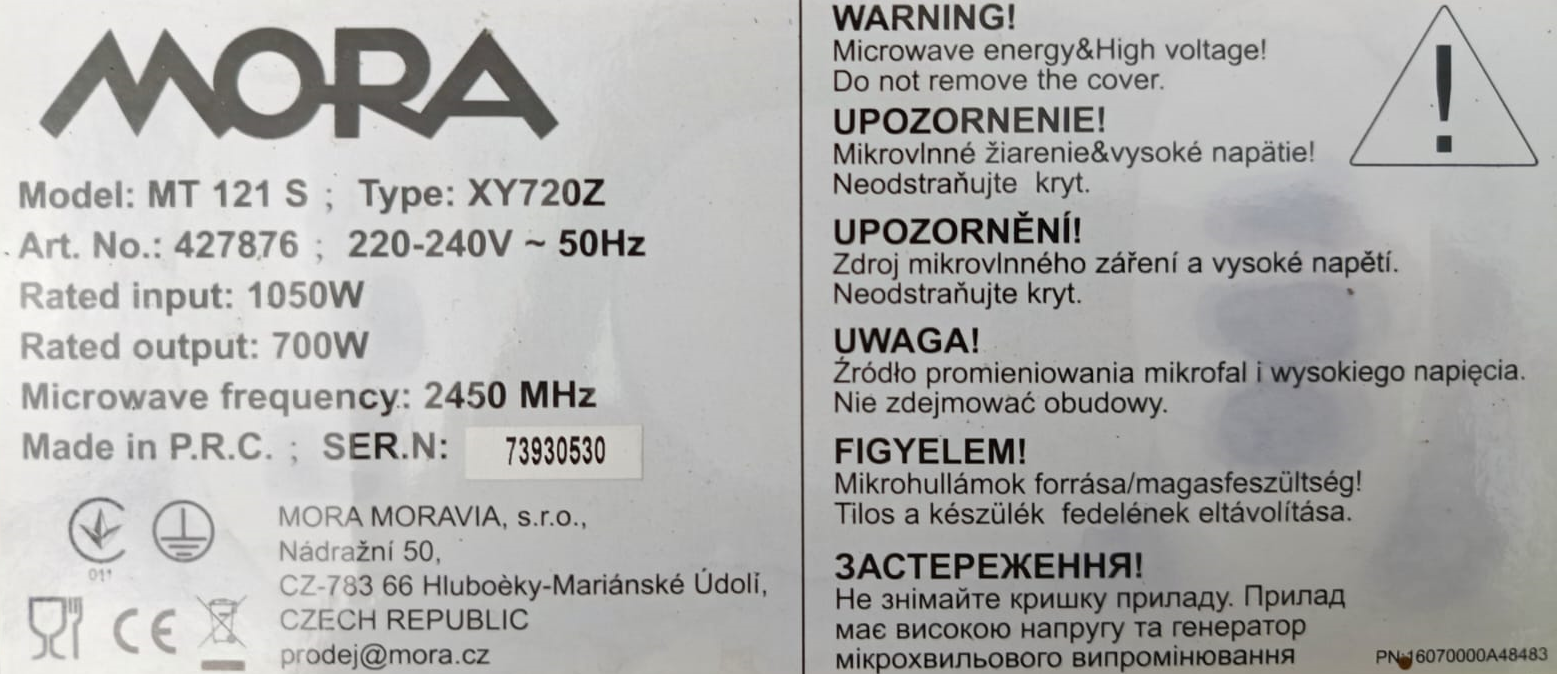 MORA
Model: MT 121 S ; Type: XY720Z
Art. No.: 427876 ; 220-240V ~ 50Hz
Rated input: 1050W
Rated output: 700W
Microwave frequency: 2450 MHz
Made in P.R.C. ; SER.N: 73930530
011
CE
MORA MORAVIA, s.r.o.,
Nádražní 50,
CZ-783 66 Hluboèky-Mariánské Údolí,
CZECH REPUBLIC
prodej@mora.cz
WARNING!
Microwave energy&High voltage!
Do not remove the cover.
UPOZORNENIE!
Mikrovlnné žiarenie&vysoké napätie!
Neodstraňujte kryt.
UPOZORNĚNÍ!
Zdroj mikrovlnného záření a vysoké napětí.
Neodstraňujte kryt.
UWAGA!
Źródło promieniowania mikrofal i wysokiego napięcia.
Nie zdejmować obudowy.
FIGYELEM!
Mikrohullámok forrása/magasfeszültség!
Tilos a készülék fedelének eltávolítása.
ЗАСТЕРЕЖЕННЯ!
Не знімайте кришку приладу. Прилад
має високою напругу та генератор
мікрохвильового випромінювання
PN:16070000A48483